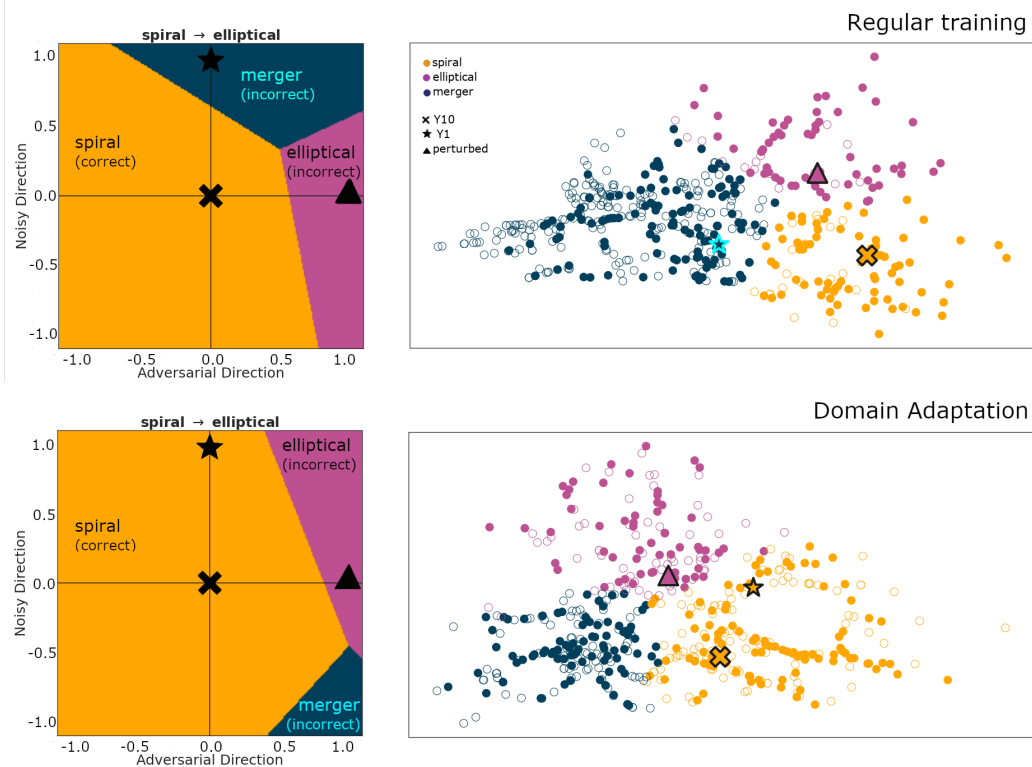 Regular training
spiral → elliptical
1.0
0.5
0.0
-0.5
-1.0
Noisy Direction
merger
(incorrect)
spiral
(correct)
elliptical
(incorrect)
-1.0
-0.5
0.0
0.5
1.0
Adversarial Direction
spiral
elliptical
merger
Y10
Y1
perturbed
Domain Adaptation
spiral → elliptical
1.0
0.5
0.0
-0.5
-1.0
Noisy Direction
elliptical
(incorrect)
spiral
(correct)
merger
(incorrect)
-1.0
-0.5
0.0
0.5
1.0
Adversarial Direction